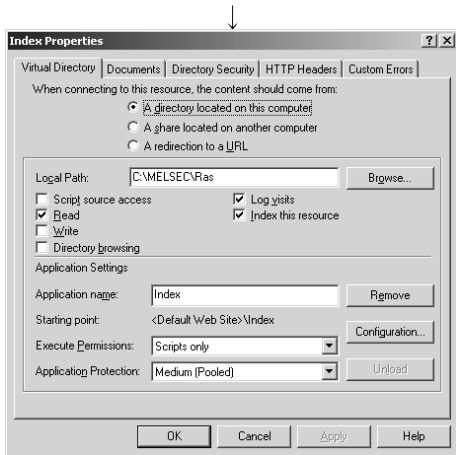 Index Properties
Virtual Directory Documents Directory Security HTTP Headers Custom Errors
When connecting to this resource, the content should come from:
A directory located on this computer
A share located on another computer
A redirection to a URL
Local Path: C:\MELSEC\Ras Browse...
Script source access Log visits
Read Index this resource
Write
Directory browsing
Application Settings
Application name: Index Remove
Starting point: <Default Web Site>\Index
Configuration...
Execute Permissions: Scripts only
Application Protection: Medium (Pooled) Unload
OK Cancel Apply Help